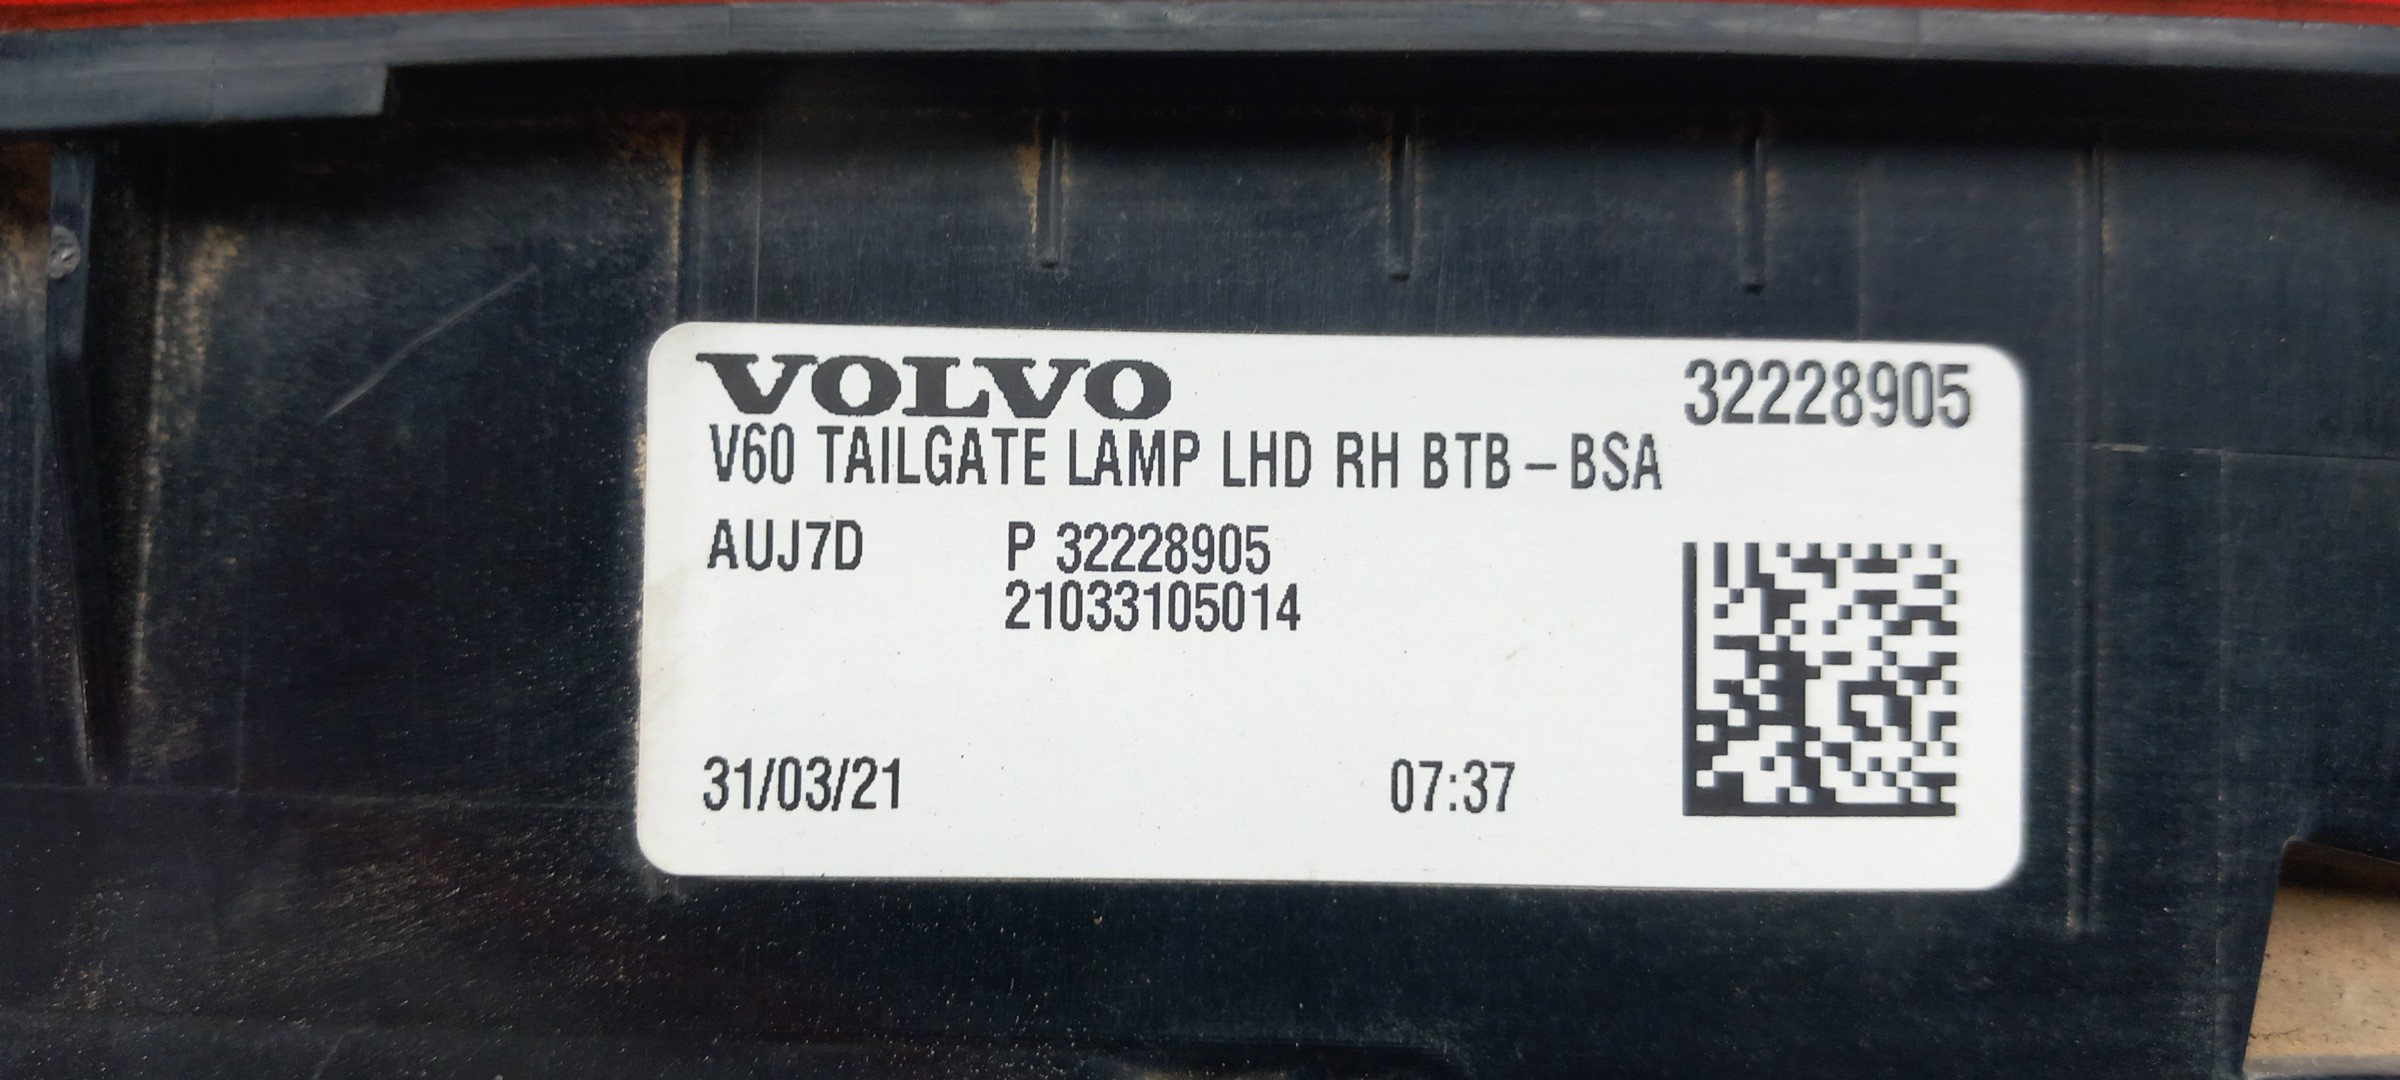 VOLVO 32228905
V60 TAILGATE LAMP LHD RH BTB – BSA
AUJ7D P 32228905
21033105014
31/03/21 07:37